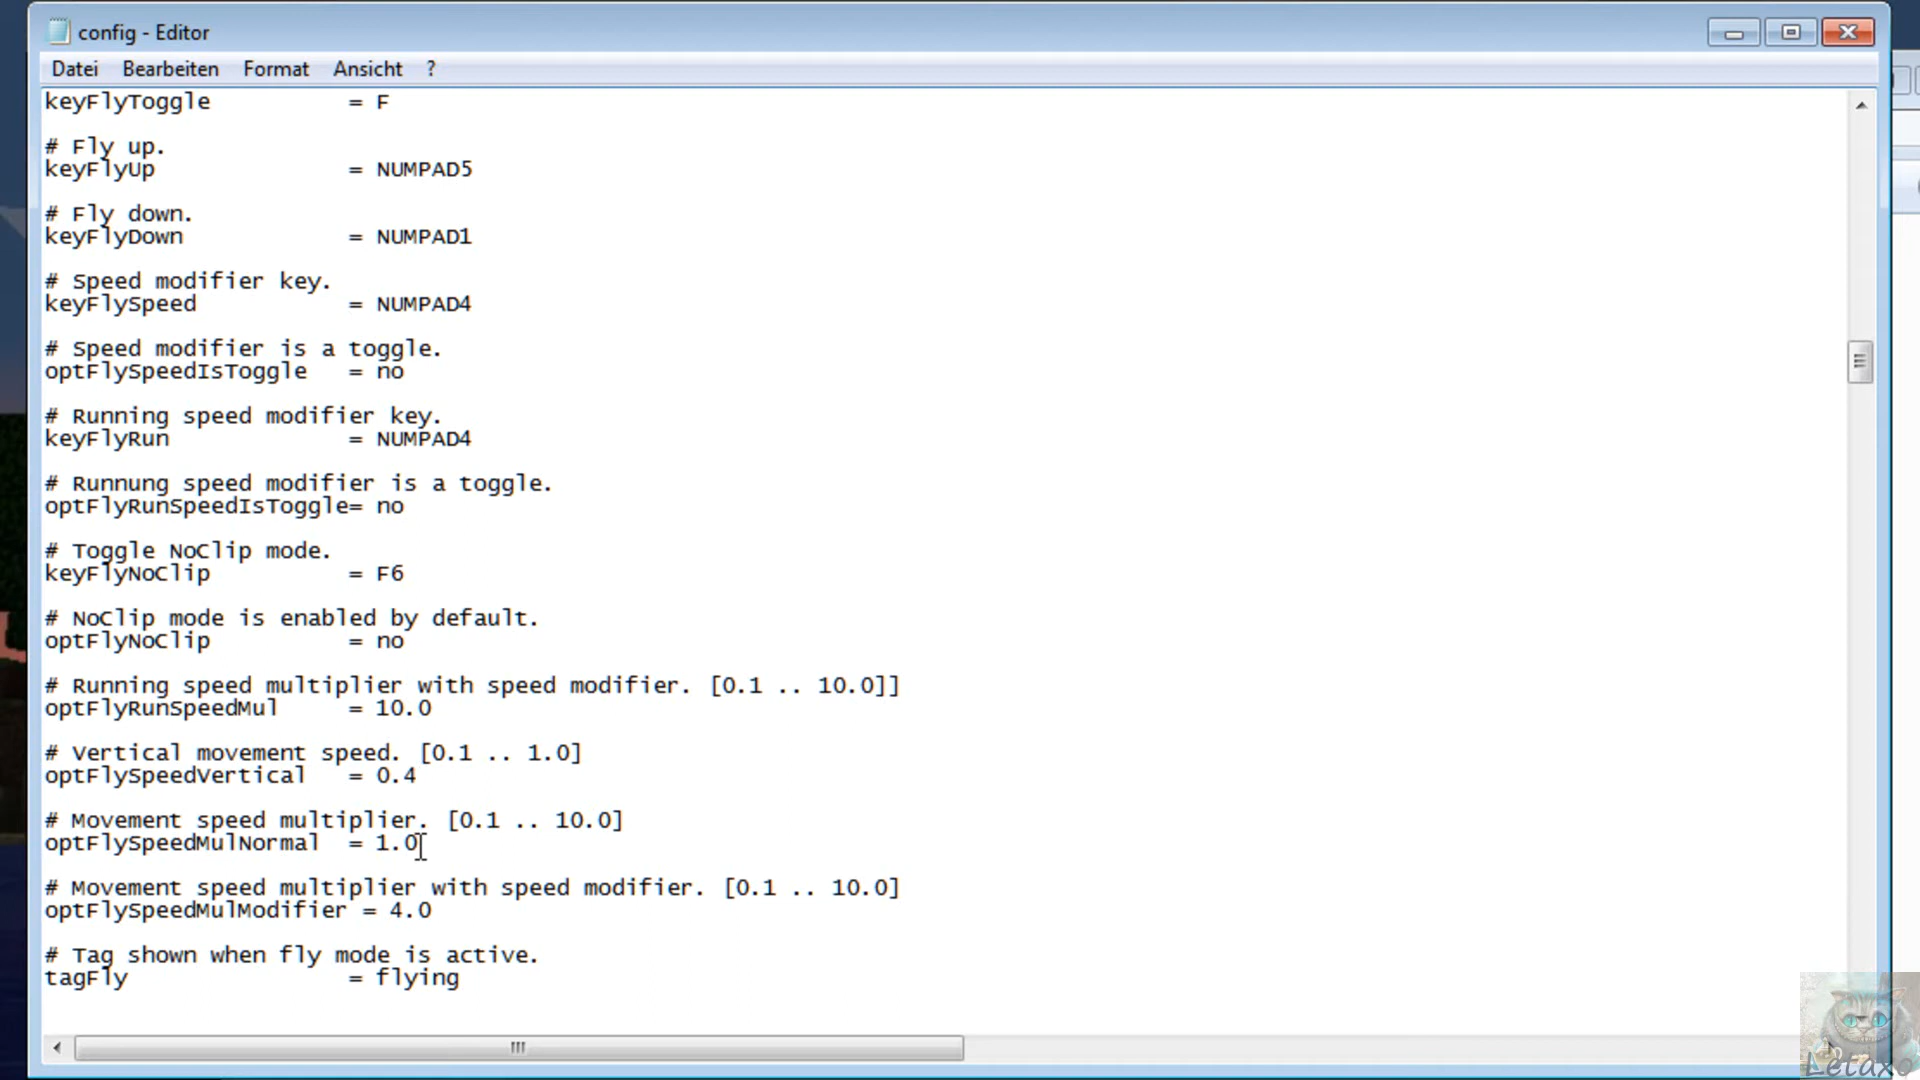 config - Editor
Datei Bearbeiten Format Ansicht ?
keyFlyToggle = F
# Fly up.
keyFlyUp = NUMPAD5
# Fly down.
keyFlyDown = NUMPAD1
# Speed modifier key.
keyFlySpeed = NUMPAD4
# Speed modifier is a toggle.
optFlySpeedIsToggle = no
# Running speed modifier key.
keyFlyRun = NUMPAD4
# Runnung speed modifier is a toggle.
optFlyRunSpeedIsToggle= no
# Toggle NoClip mode.
keyFlyNoClip = F6
# NoClip mode is enabled by default.
optFlyNoClip = no
# Running speed multiplier with speed modifier. [0.1 .. 10.0]]
optFlyRunSpeedMul = 10.0
# Vertical movement speed. [0.1 .. 1.0]
optFlySpeedVertical = 0.4
# Movement speed multiplier. [0.1 .. 10.0]
optFlySpeedMulNormal = 1.0
# Movement speed multiplier with speed modifier. [0.1 .. 10.0]
optFlySpeedMulModifier = 4.0
# Tag shown when fly mode is active.
tagFly = flying
Letaxo